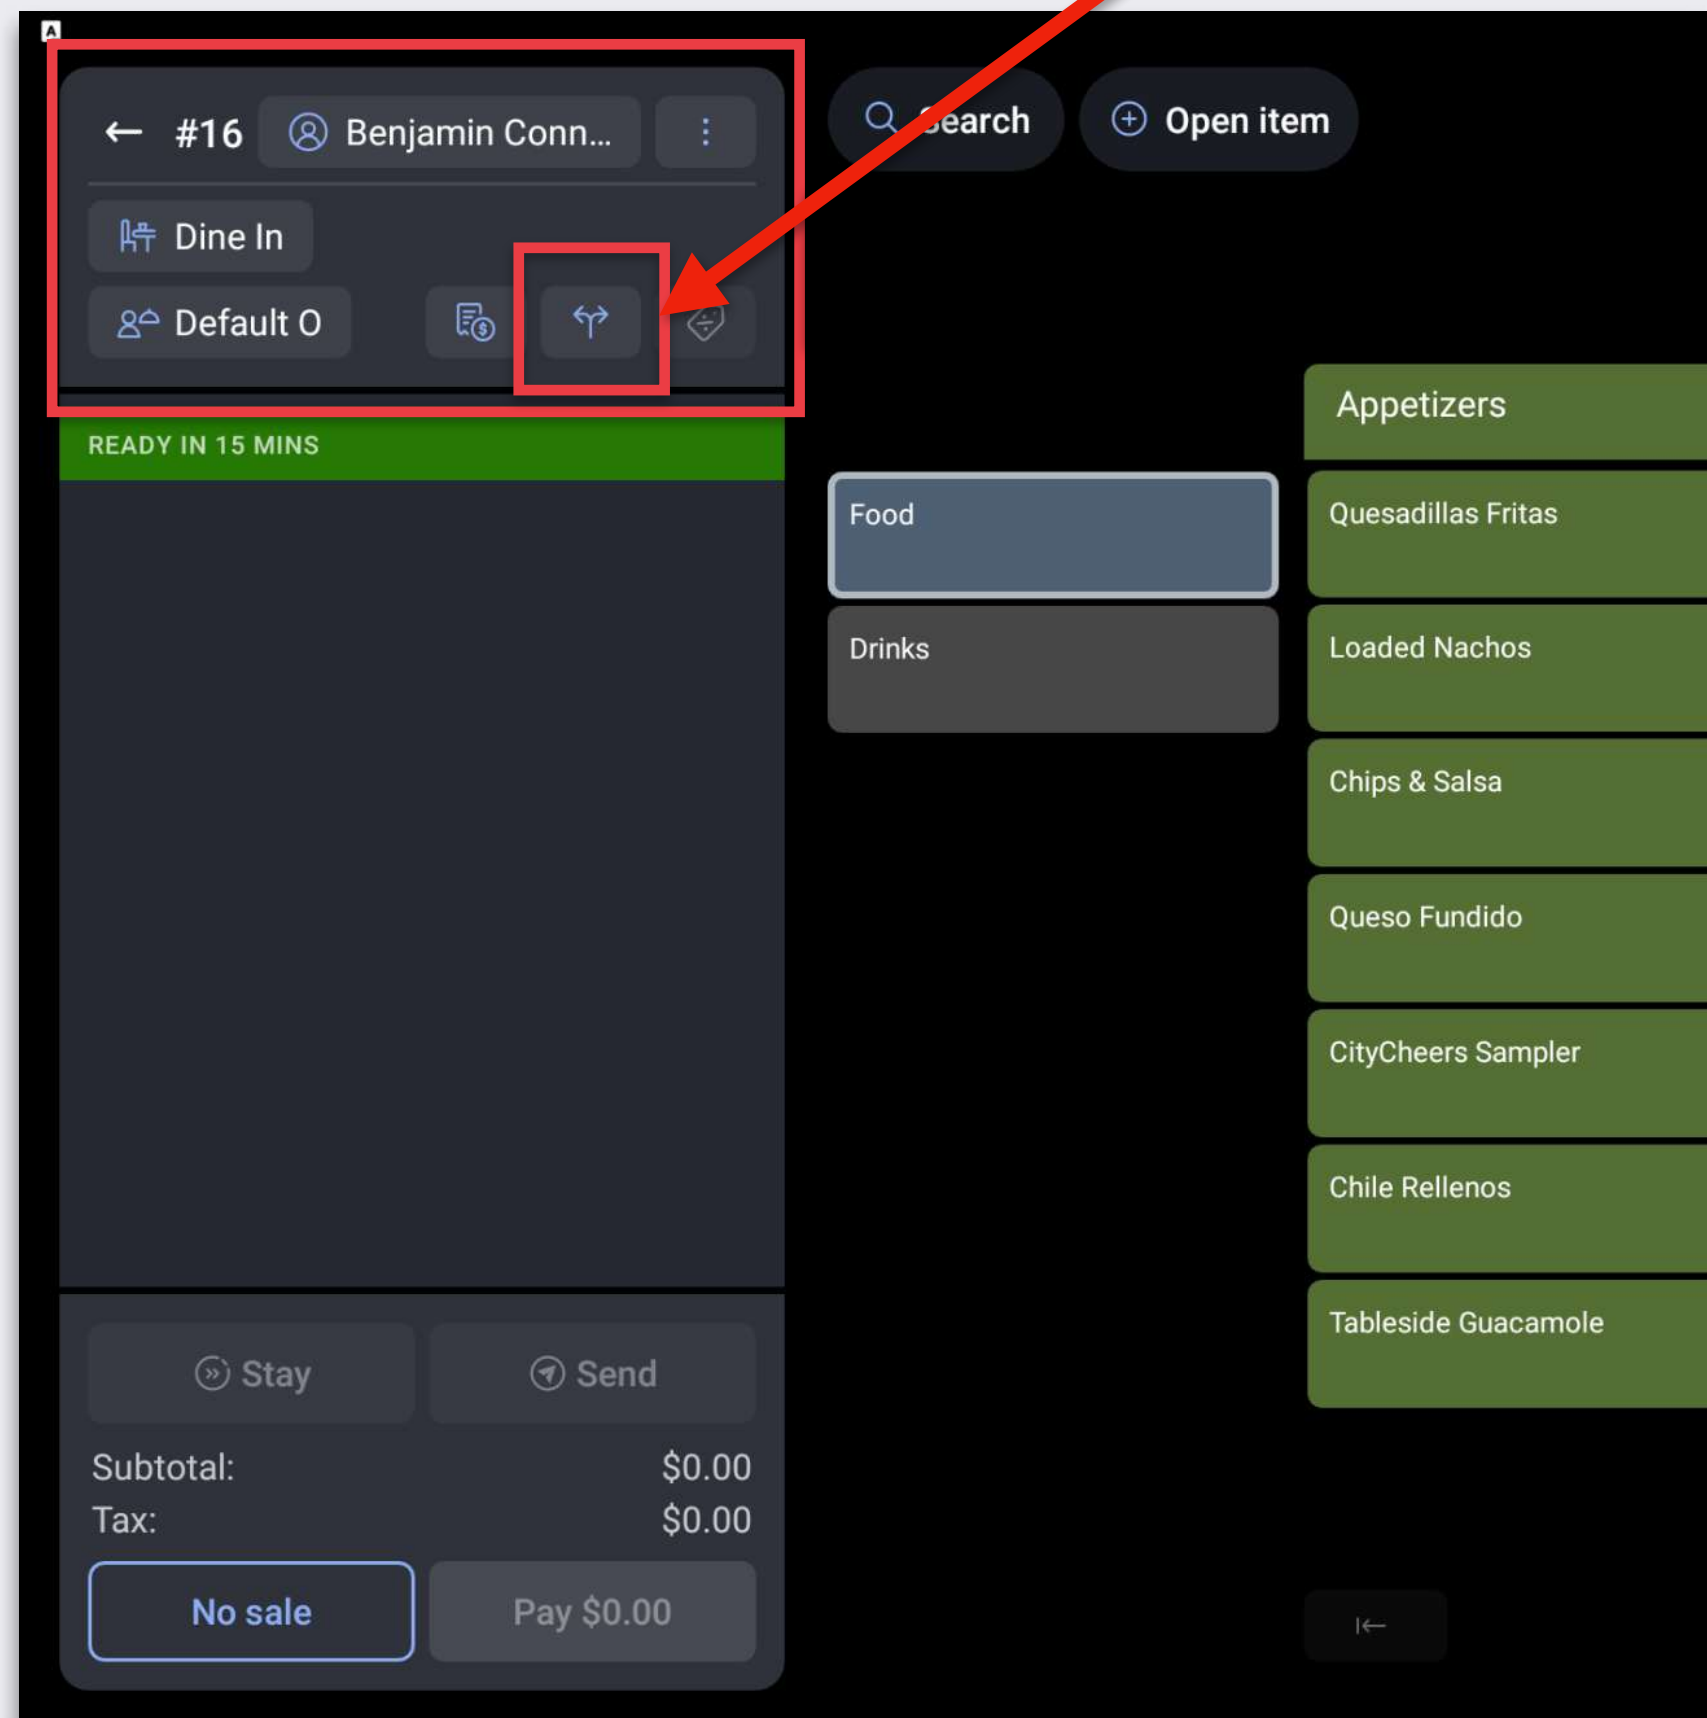 A
#16
Benjamin Conn...
Search
Open item
Dine In
Default O
READY IN 15 MINS
Appetizers
Food
Quesadillas Fritas
Drinks
Loaded Nachos
Chips & Salsa
Queso Fundido
CityCheers Sampler
Chile Rellenos
Tableside Guacamole
Stay
Send
Subtotal: $0.00
Tax: $0.00
No sale
Pay $0.00